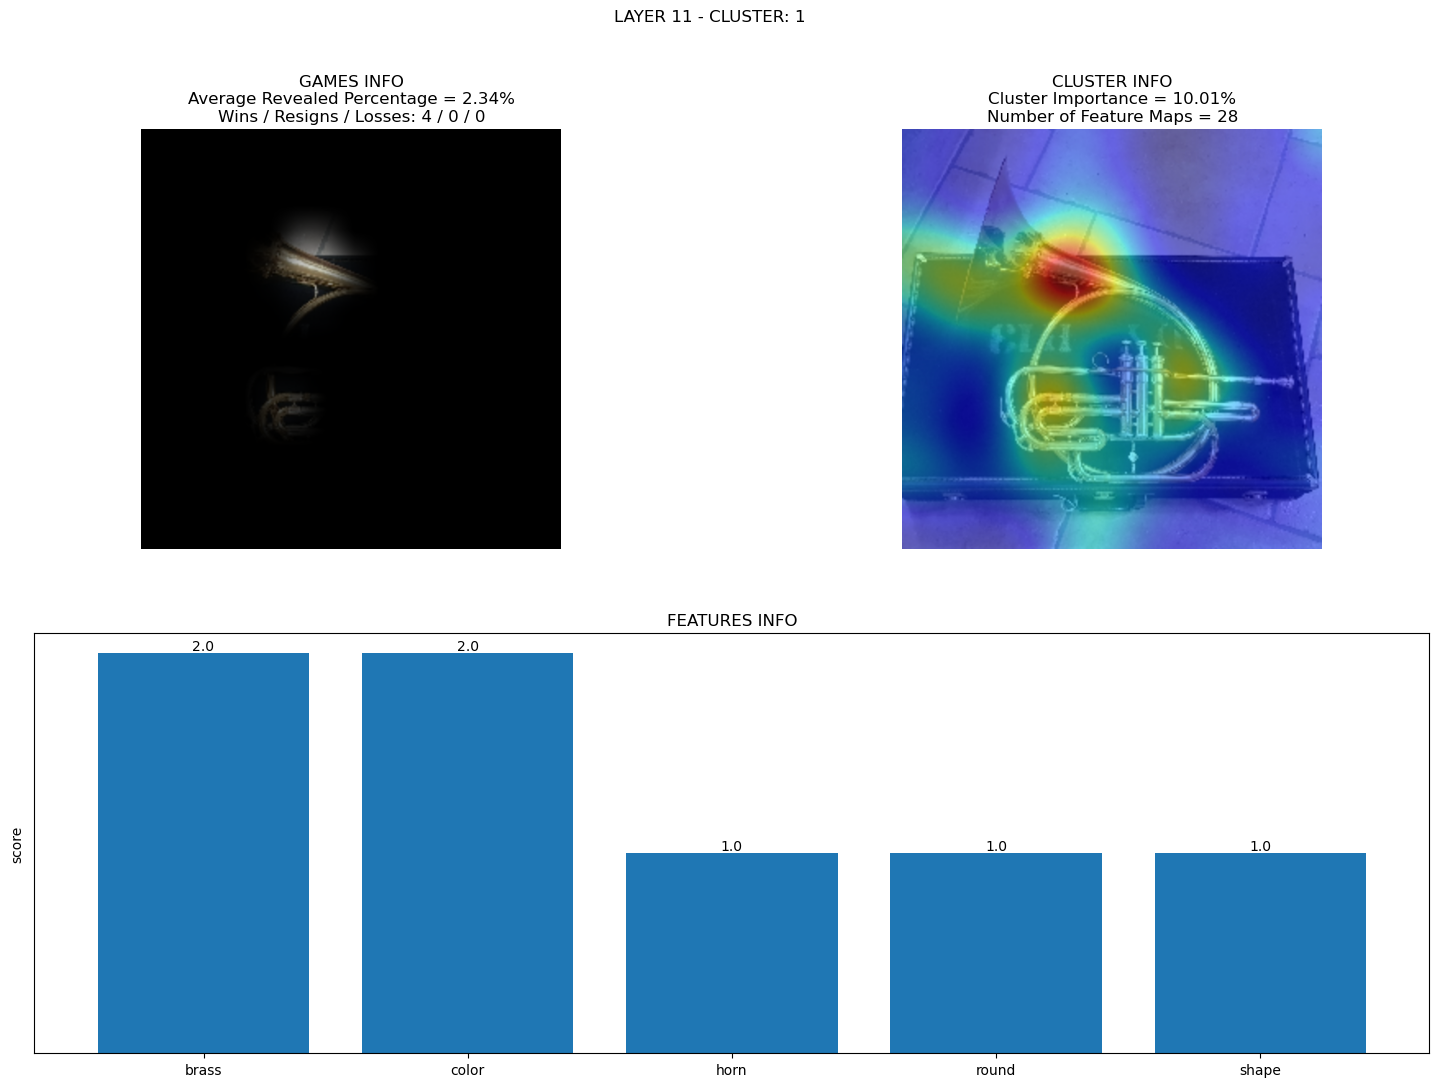 LAYER 11 - CLUSTER: 1
GAMES INFO
Average Revealed Percentage = 2.34%
Wins / Resigns / Losses: 4 / 0 / 0
CLUSTER INFO
Cluster Importance = 10.01%
Number of Feature Maps = 28
FEATURES INFO
score
2.0
2.0
1.0
1.0
1.0
brass
color
horn
round
shape